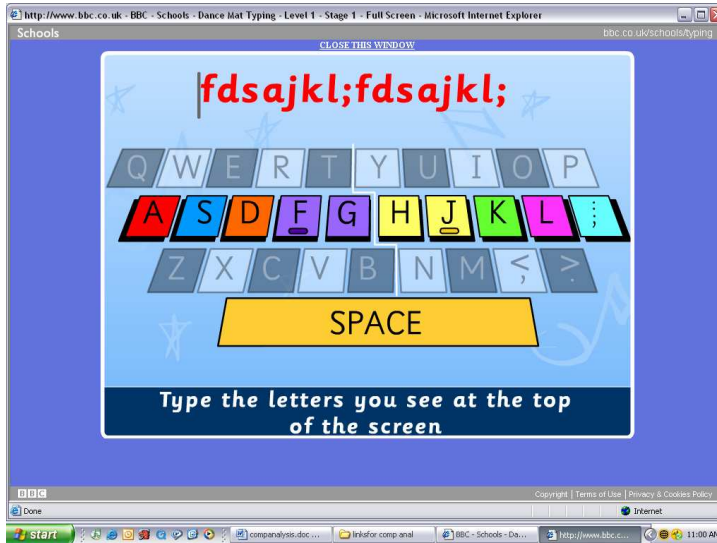 http://www.bbc.co.uk - BBC - Schools - Dance Mat Typing - Level 1 - Stage 1 - Full Screen - Microsoft Internet Explorer
Schools
bbc.co.uk/schools/typing
CLOSE THIS WINDOW
fdsajkl;fdsajkl;
Q W E R T Y U I O P
A S D F G H J K L ;
Z X C V B N M < , > .
SPACE
Type the letters you see at the top
of the screen
BBC
Copyright | Terms of Use | Privacy & Cookies Policy
Done
Internet
start
companalysis.doc ...
linksfor comp anal
BBC - Schools - Da...
http://www.bbc.c...
11:00 AM